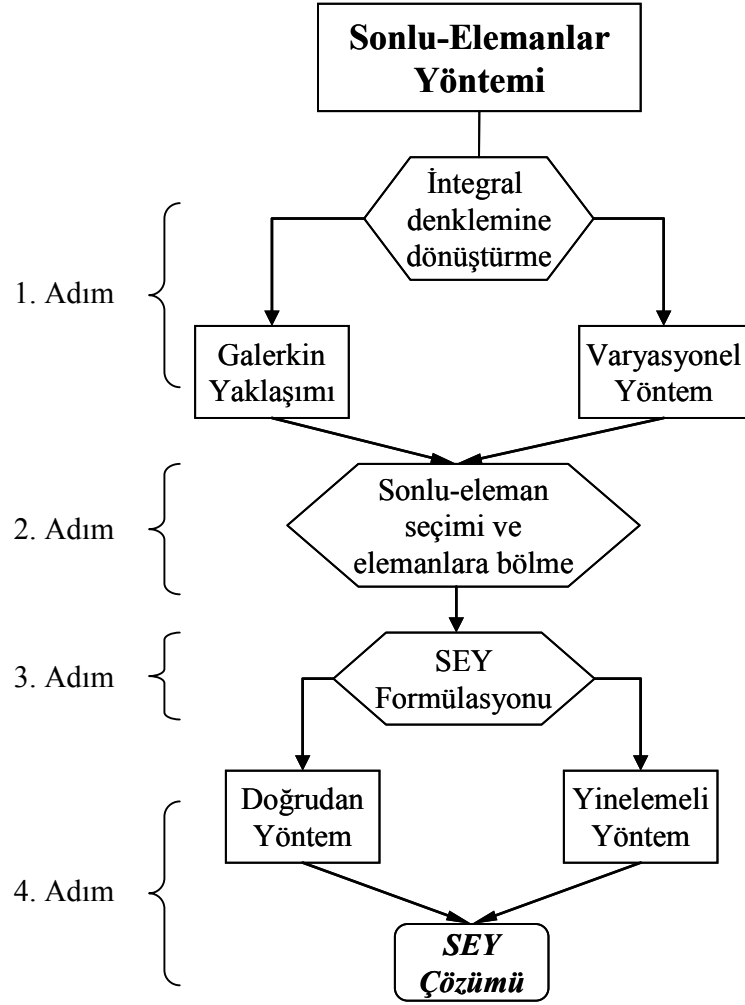 Sonlu-Elemanlar
Yöntemi
İntegral
denklemine
dönüştürme
1. Adım
Galerkin
Yaklaşımı
Varyasyonel
Yöntem
2. Adım
Sonlu-eleman
seçimi ve
elemanlara bölme
3. Adım
SEY
Formülasyonu
Doğrudan
Yöntem
Yinelemeli
Yöntem
4. Adım
SEY
Çözümü